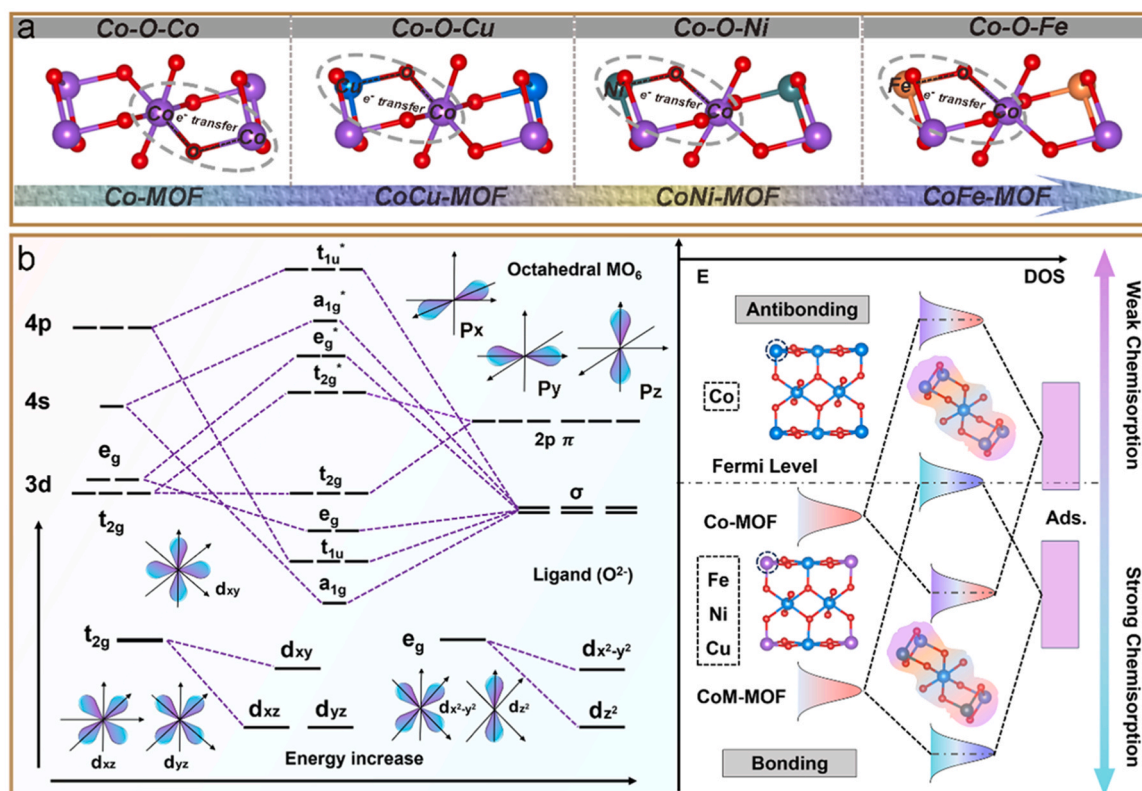 a
Co-O-Co
Co-O-Cu
Co-O-Ni
Co-O-Fe
Co
e- transfer
Co
Cu
O
e- transfer
Co
Ni
O
e- transfer
Co
Fe
O
e- transfer
Co
Co-MOF
CoCu-MOF
CoNi-MOF
CoFe-MOF
b
4p
4s
eg
3d
t2g
t1u*
a1g*
eg*
t2g*
t2g
eg
t1u
a1g
Octahedral MO6
Px
Py
Pz
2p π
σ
Ligand (O2-)
dxy
t2g
dxy
dxz
dyz
dxz
dyz
eg
dx2-y2
dz2
dx2-y2
dz2
Energy increase
E
DOS
Antibonding
Co
Fermi Level
Co-MOF
Fe
Ni
Cu
CoM-MOF
Bonding
Ads.
Weak Chemisorption
Strong Chemisorption